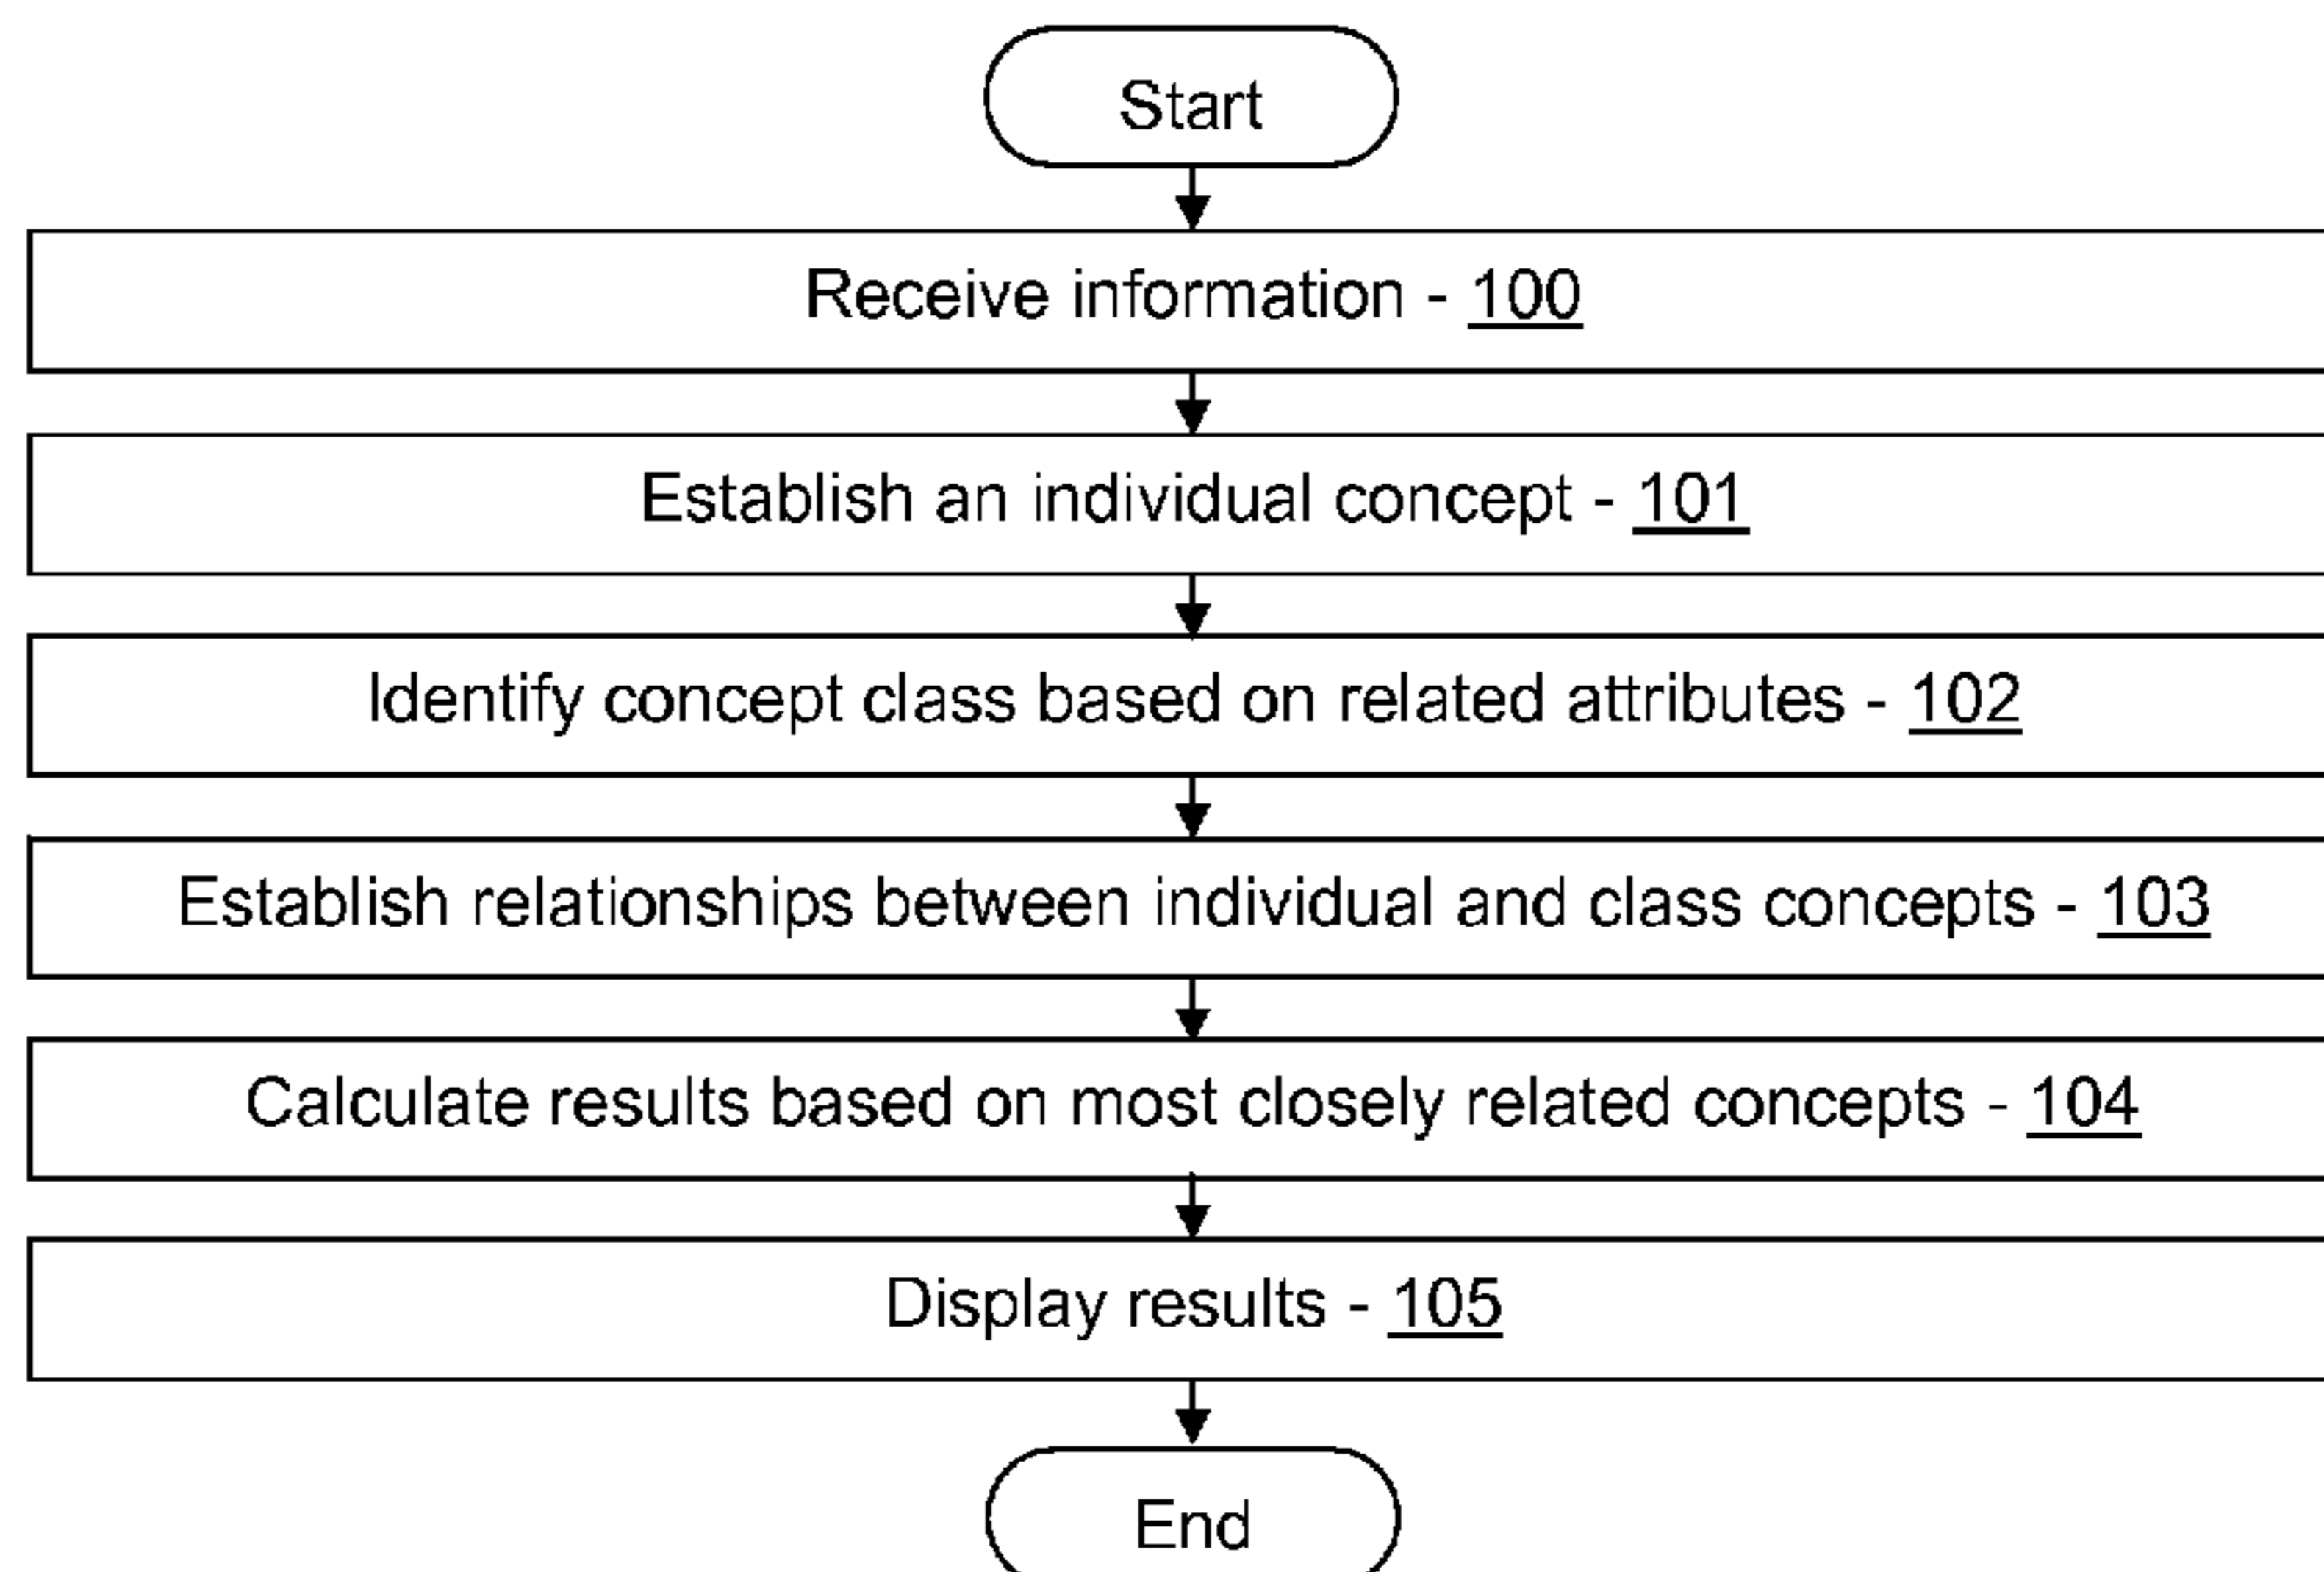 Start
Receive information - 100
Establish an individual concept - 101
Identify concept class based on related attributes - 102
Establish relationships between individual and class concepts - 103
Calculate results based on most closely related concepts - 104
Display results - 105
End